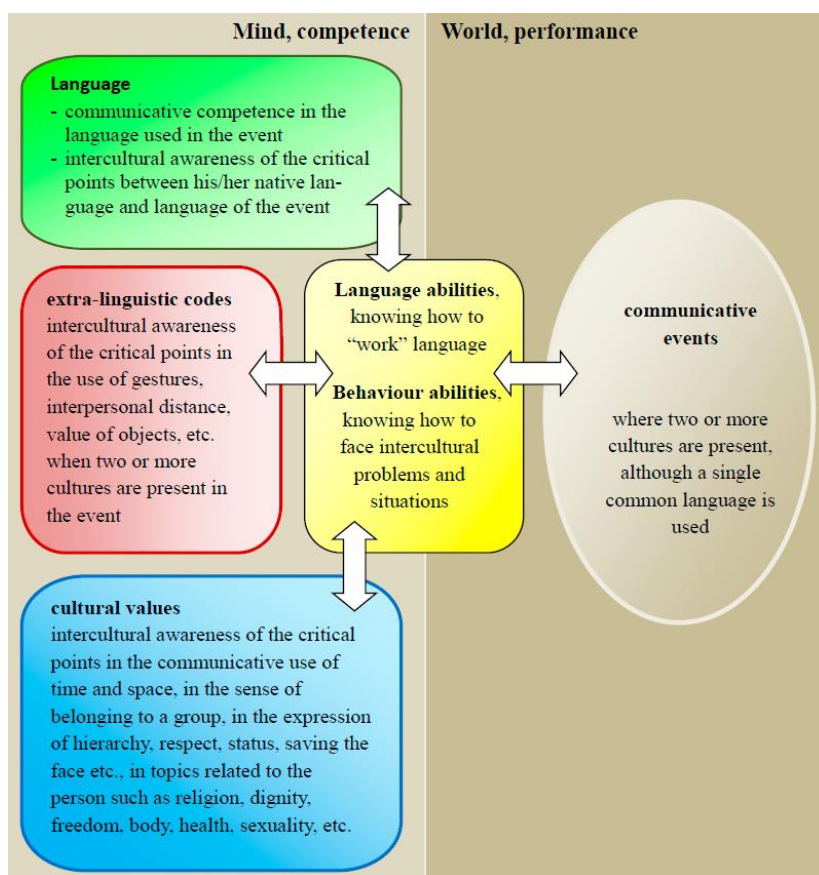 Mind, competence
World, performance
Language
- communicative competence in the
language used in the event
- intercultural awareness of the critical
points between his/her native lan-
guage and language of the event
extra-linguistic codes
intercultural awareness
of the critical points in
the use of gestures,
interpersonal distance,
value of objects, etc.
when two or more
cultures are present in
the event
Language abilities,
knowing how to
“work” language
Behaviour abilities,
knowing how to
face intercultural
problems and
situations
communicative
events
where two or more
cultures are present,
although a single
common language is
used
cultural values
intercultural awareness of the critical
points in the communicative use of
time and space, in the sense of
belonging to a group, in the expression
of hierarchy, respect, status, saving the
face etc., in topics related to the
person such as religion, dignity,
freedom, body, health, sexuality, etc.